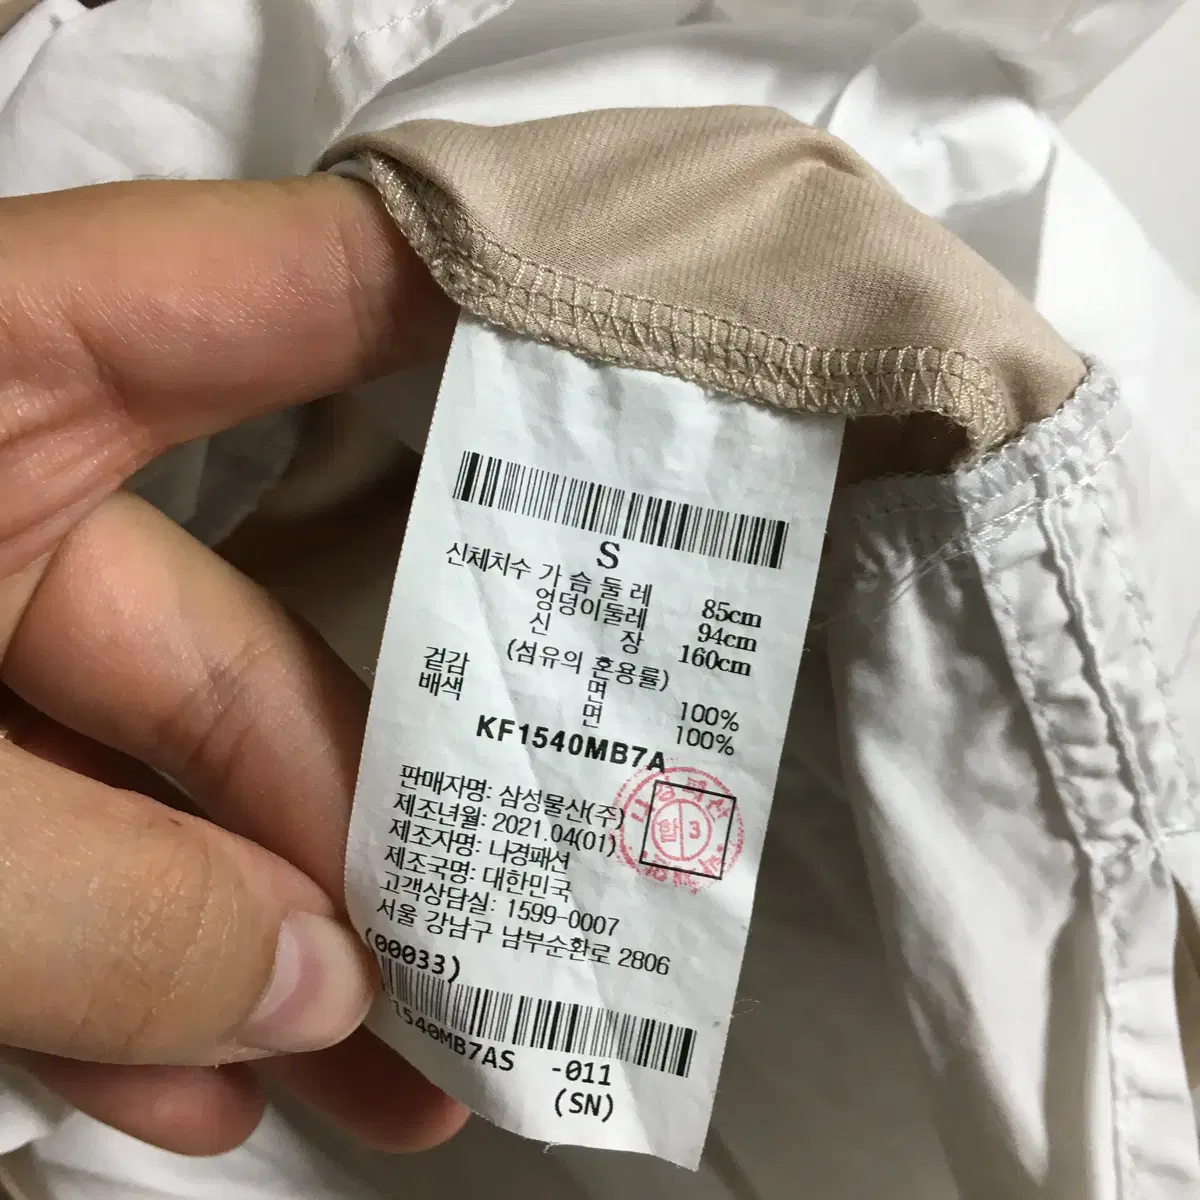 S
신체치수 가 슴 둘 레 85cm
엉덩이둘레 94cm
신 장 160cm
(섬유의 혼용률)
겉감 면 100%
배색 면 100%
KF1540MB7A
판매자명: 삼성물산(주)
제조년월: 2021.04(01)
제조자명: 나경패션
제조국명: 대한민국
고객상담실: 1599-0007
서울 강남구 남부순환로 2806
(00033)
합 3
1540MB7AS -011
(SN)